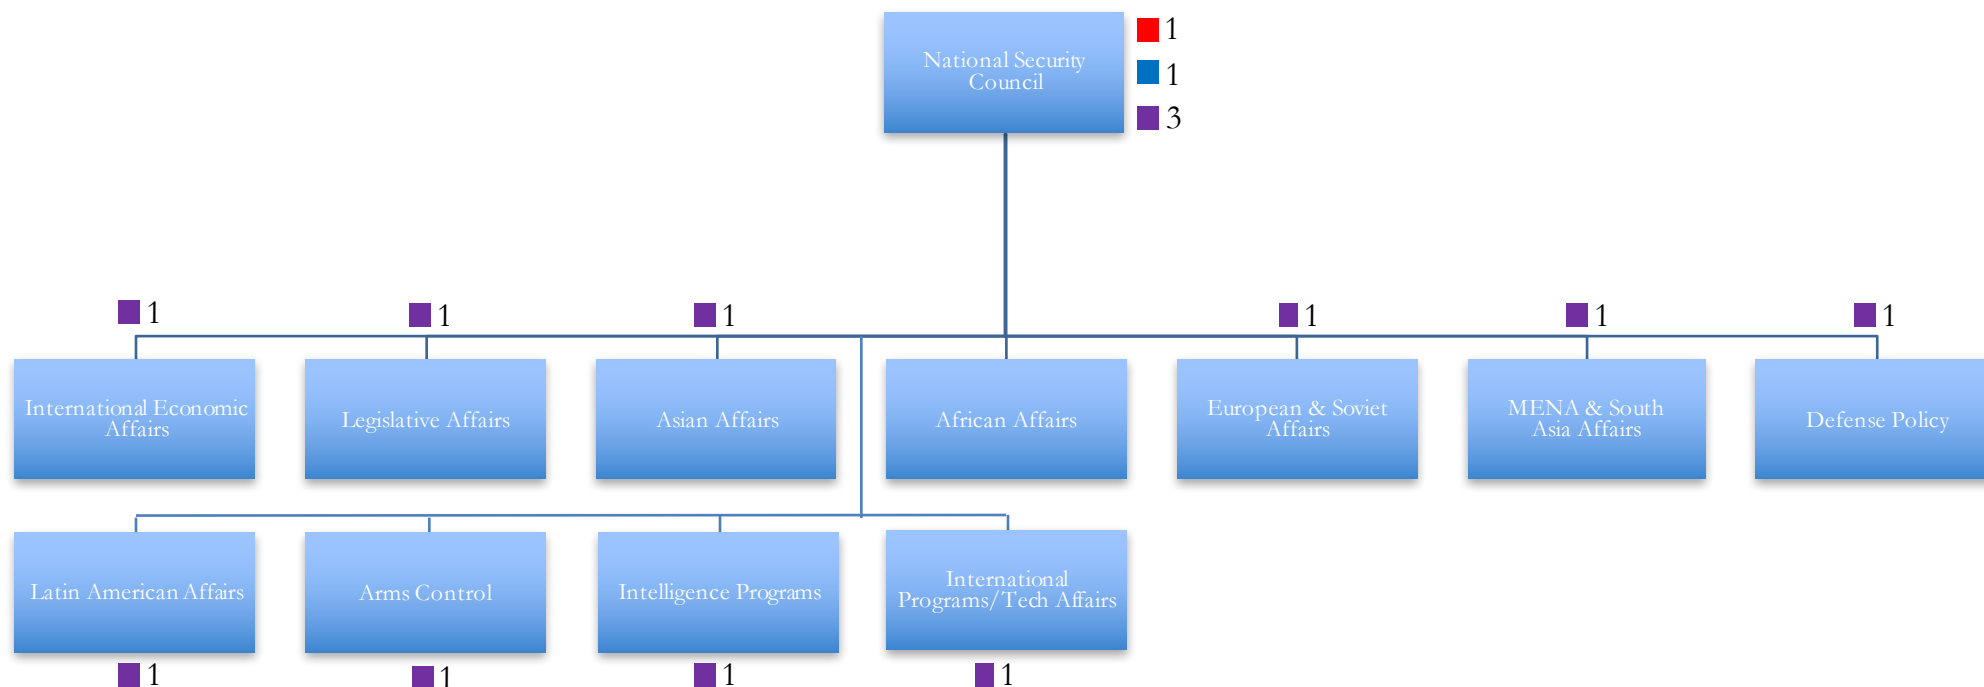 National Security
Council
1
1
3
1
1
1
1
1
1
International Economic
Affairs
Legislative Affairs
Asian Affairs
African Affairs
European & Soviet
Affairs
MENA & South
Asia Affairs
Defense Policy
Latin American Affairs
Arms Control
Intelligence Programs
International
Programs/Tech Affairs
1
1
1
1